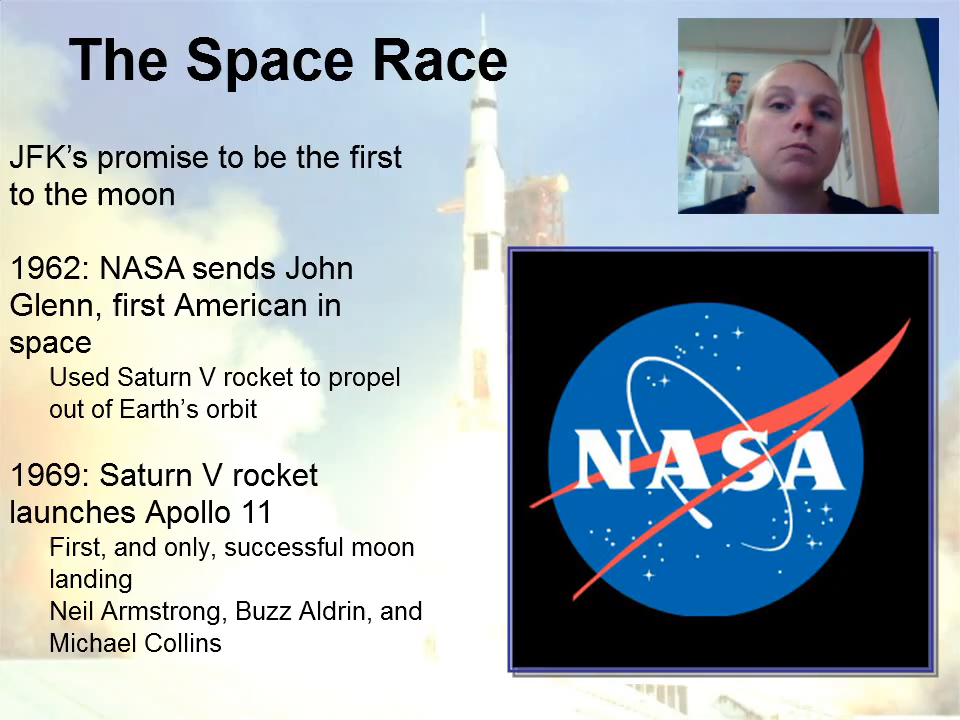 The Space Race
JFK’s promise to be the first
to the moon
1962: NASA sends John
Glenn, first American in
space
Used Saturn V rocket to propel
out of Earth’s orbit
1969: Saturn V rocket
launches Apollo 11
First, and only, successful moon
landing
Neil Armstrong, Buzz Aldrin, and
Michael Collins
NASA